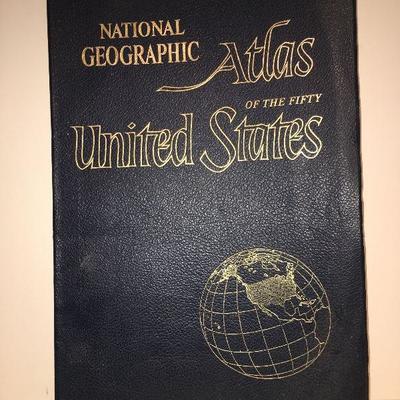 NATIONAL
GEOGRAPHIC Atlas
OF THE FIFTY
United States